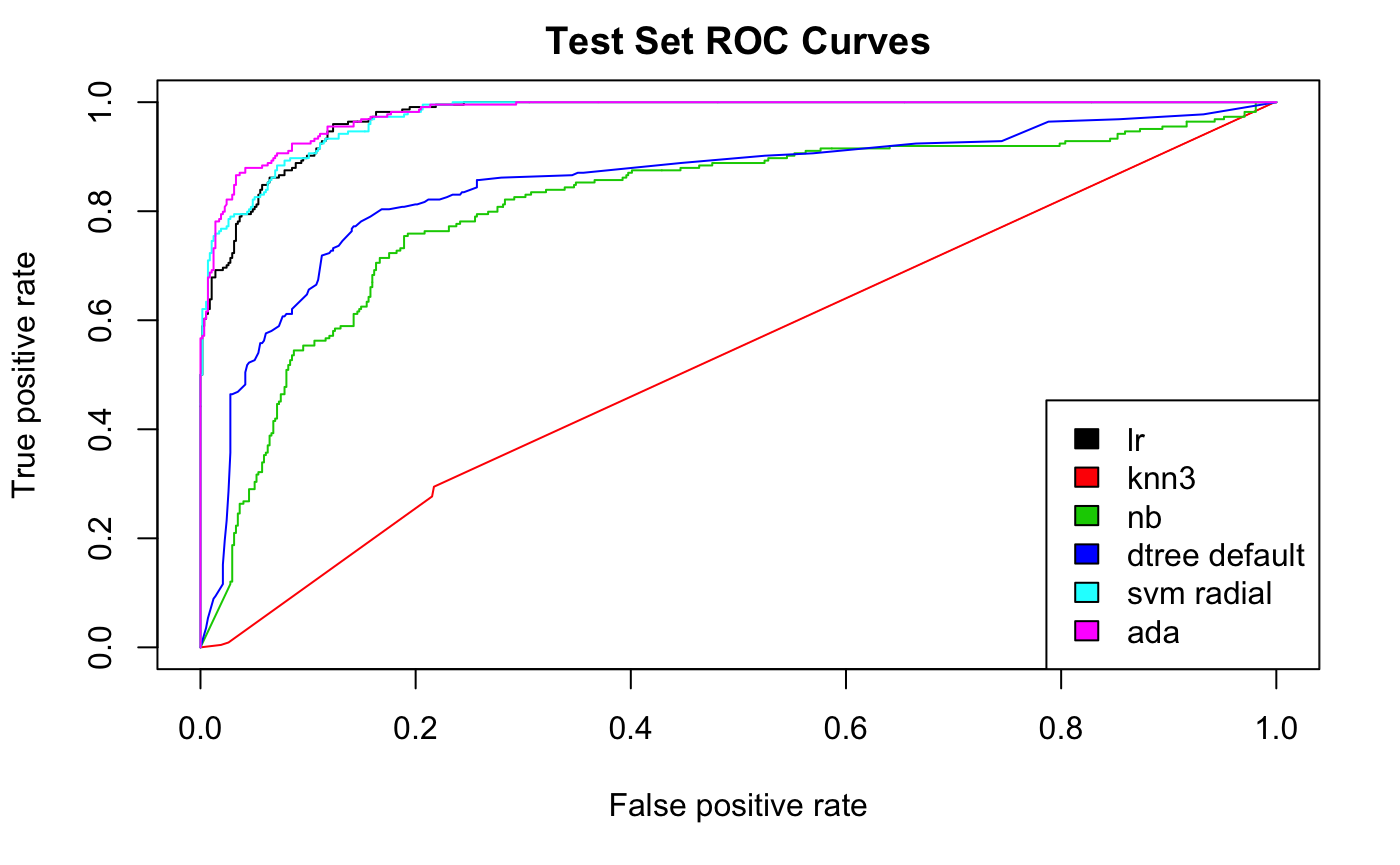 Test Set ROC Curves
True positive rate
1.0
0.8
0.6
0.4
0.2
0.0
lr
knn3
nb
dtree default
svm radial
ada
0.0 0.2 0.4 0.6 0.8 1.0
False positive rate